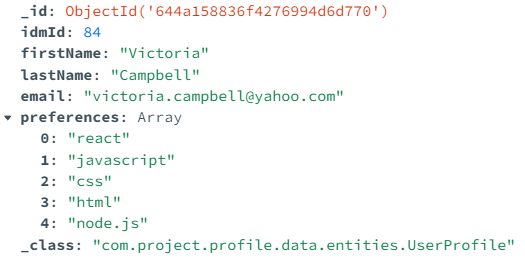 _id: ObjectId('644a158836f4276994d6d770')
idmId: 84
firstName: "Victoria"
lastName: "Campbell"
email: "victoria.campbell@yahoo.com"
preferences: Array
0: "react"
1: "javascript"
2: "css"
3: "html"
4: "node.js"
_class: "com.project.profile.data.entities.UserProfile"